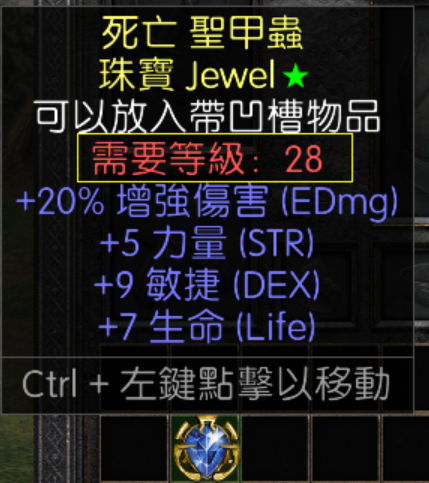 死亡 聖甲蟲
珠寶 Jewel★
可以放入帶凹槽物品
需要等級: 28
+20% 增強傷害 (EDmg)
+5 力量 (STR)
+9 敏捷 (DEX)
+7 生命 (Life)
Ctrl + 左鍵點擊以移動